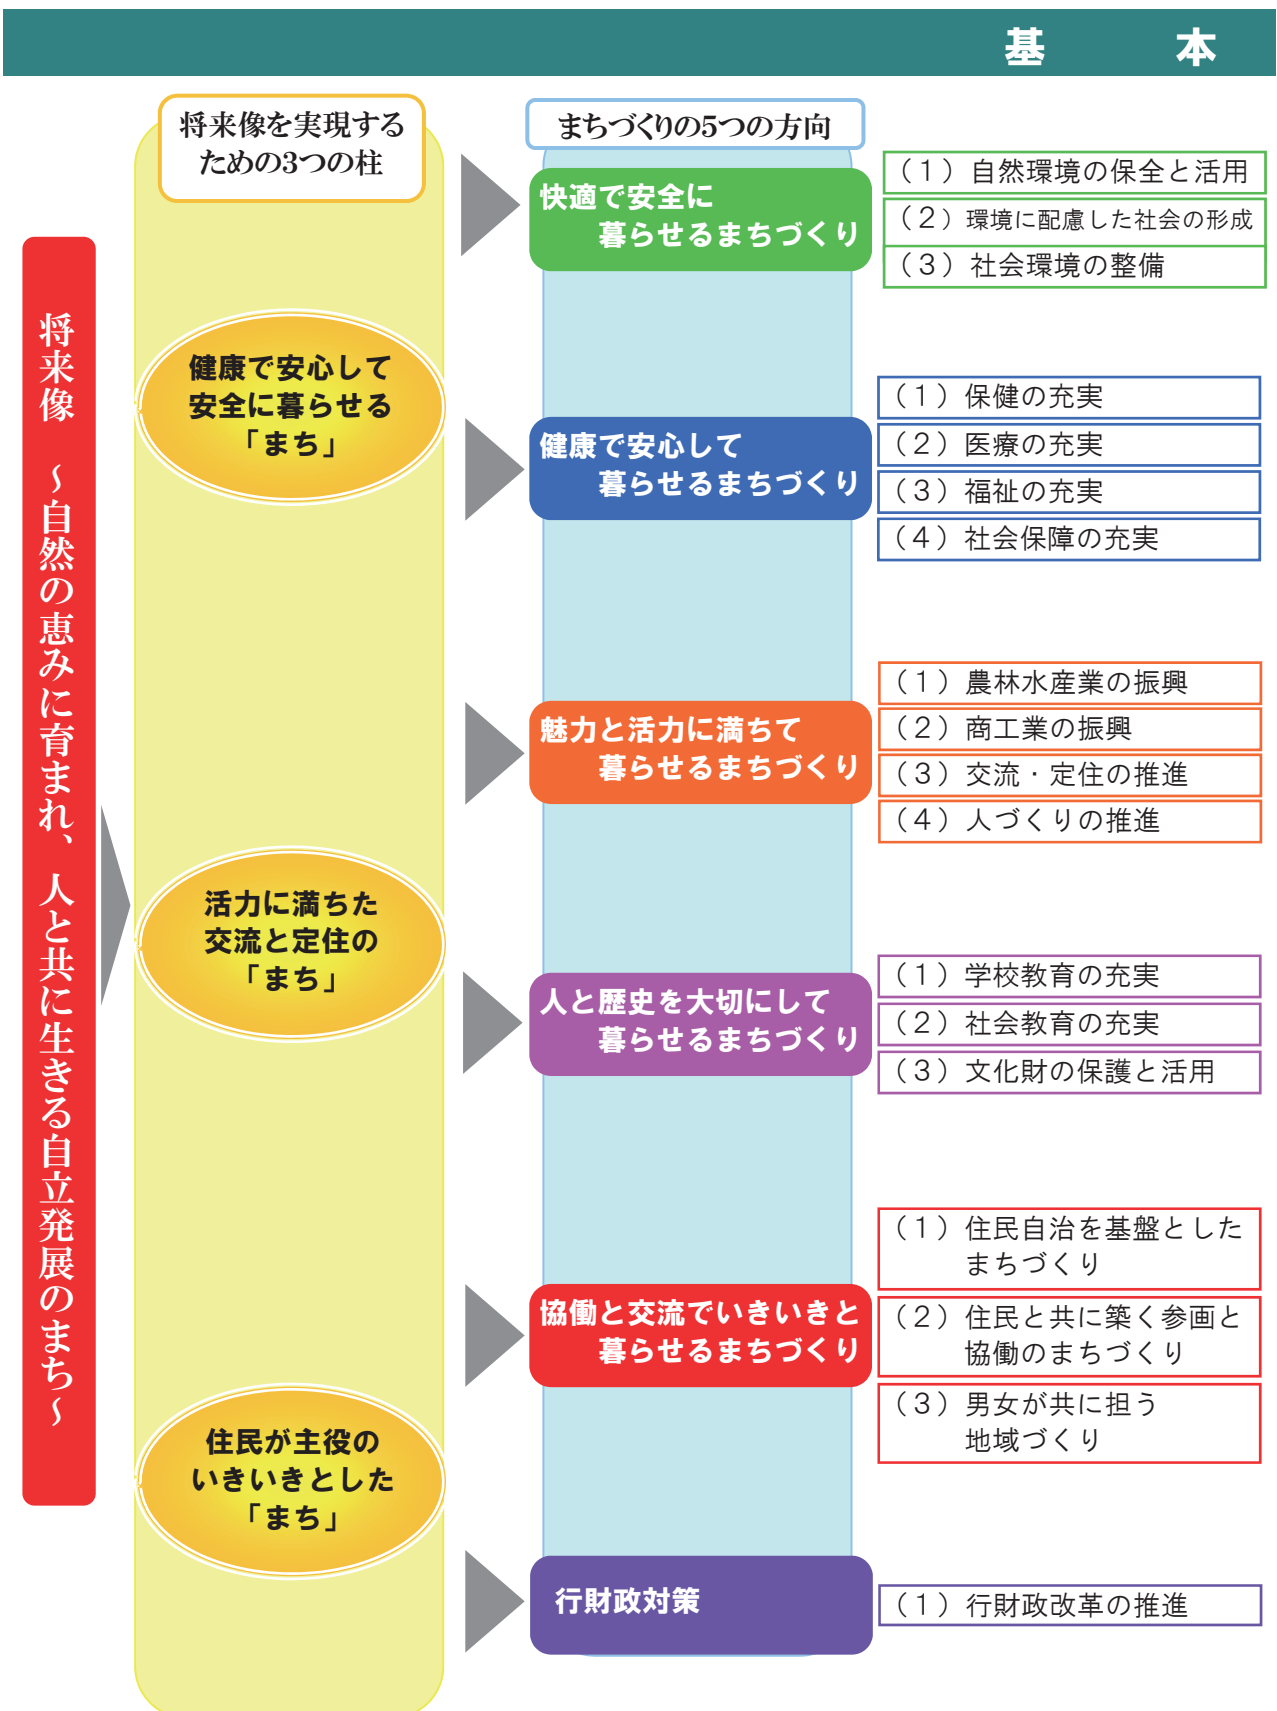 基本
将来像 ～自然の恵みに育まれ、人と共に生きる自立発展のまち～
将来像を実現する
ための3つの柱
健康で安心して
安全に暮らせる
「まち」
活力に満ちた
交流と定住の
「まち」
住民が主役の
いきいきとした
「まち」
まちづくりの5つの方向
快適で安全に
暮らせるまちづくり
（1）自然環境の保全と活用
（2）環境に配慮した社会の形成
（3）社会環境の整備
健康で安心して
暮らせるまちづくり
（1）保健の充実
（2）医療の充実
（3）福祉の充実
（4）社会保障の充実
魅力と活力に満ちて
暮らせるまちづくり
（1）農林水産業の振興
（2）商工業の振興
（3）交流・定住の推進
（4）人づくりの推進
人と歴史を大切にして
暮らせるまちづくり
（1）学校教育の充実
（2）社会教育の充実
（3）文化財の保護と活用
協働と交流でいきいきと
暮らせるまちづくり
（1）住民自治を基盤とした
まちづくり
（2）住民と共に築く参画と
協働のまちづくり
（3）男女が共に担う
地域づくり
行財政対策
（1）行財政改革の推進